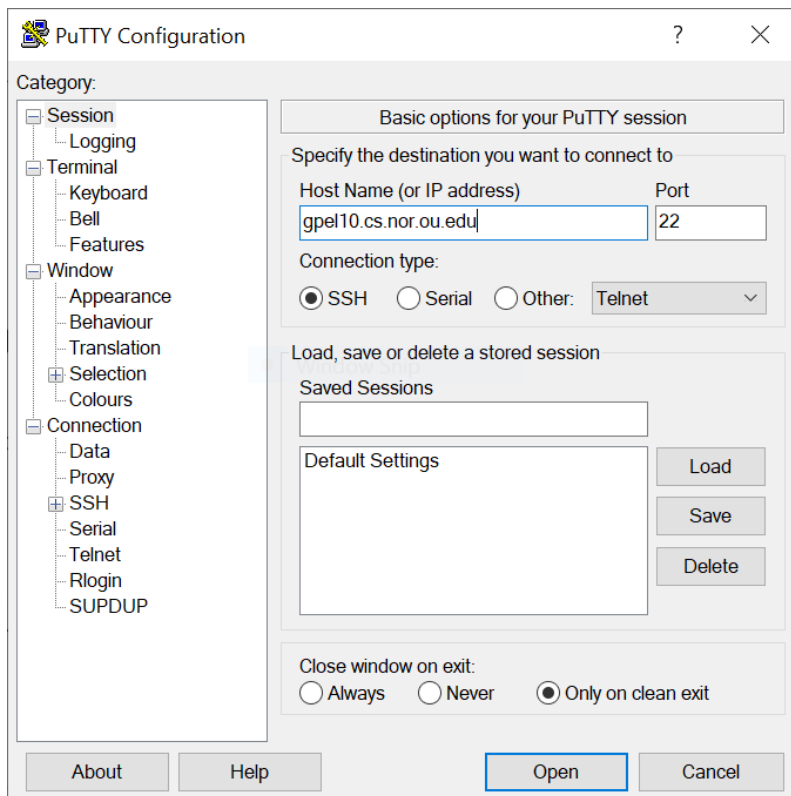 PuTTY Configuration
?
Category:
Session
Logging
Terminal
Keyboard
Bell
Features
Window
Appearance
Behaviour
Translation
Selection
Colours
Connection
Data
Proxy
SSH
Serial
Telnet
Rlogin
SUPDUP
Basic options for your PuTTY session
Specify the destination you want to connect to
Host Name (or IP address) Port
gpel10.cs.nor.ou.edu 22
Connection type:
SSH Serial Other: Telnet
Load, save or delete a stored session
Window Snip
Saved Sessions
Default Settings
Load
Save
Delete
Close window on exit:
Always Never Only on clean exit
About Help Open Cancel